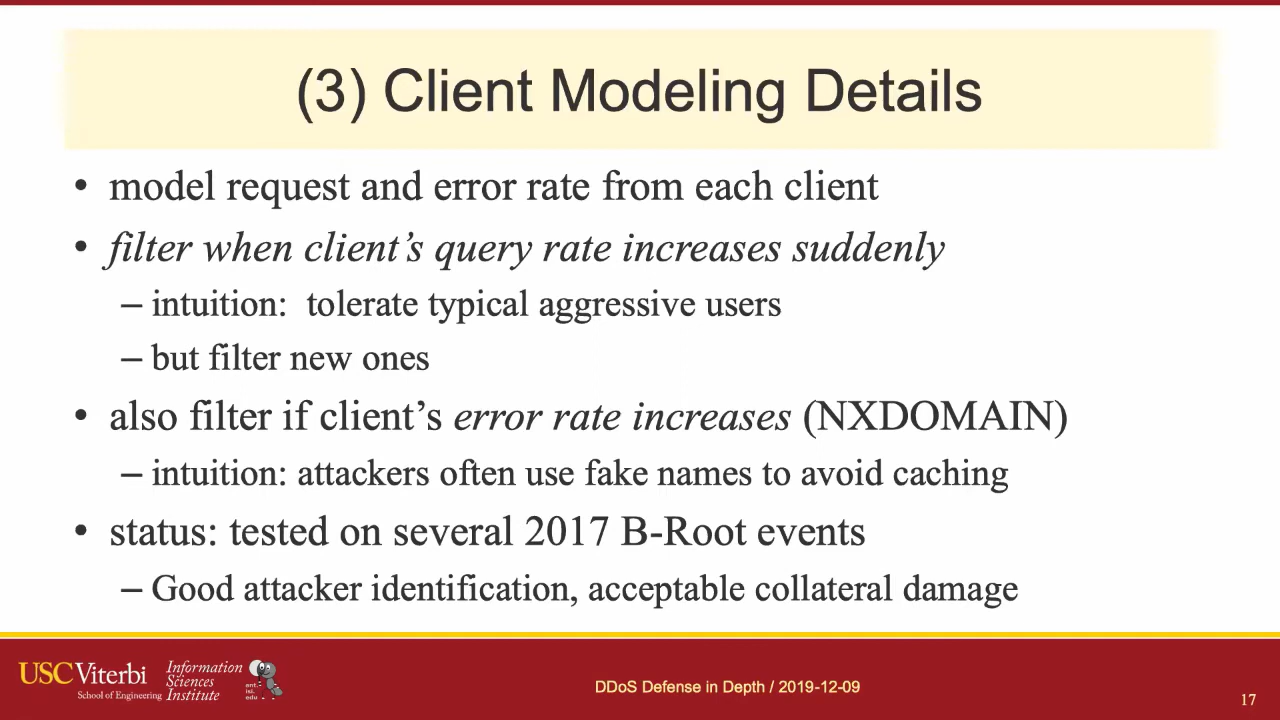 (3) Client Modeling Details
• model request and error rate from each client
• filter when client’s query rate increases suddenly
– intuition:  tolerate typical aggressive users
– but filter new ones
• also filter if client’s error rate increases (NXDOMAIN)
– intuition: attackers often use fake names to avoid caching
• status: tested on several 2017 B-Root events
– Good attacker identification, acceptable collateral damage
USC Viterbi
School of Engineering
Information
Sciences
Institute
ant.
isi.
edu
DDoS Defense in Depth / 2019-12-09
17